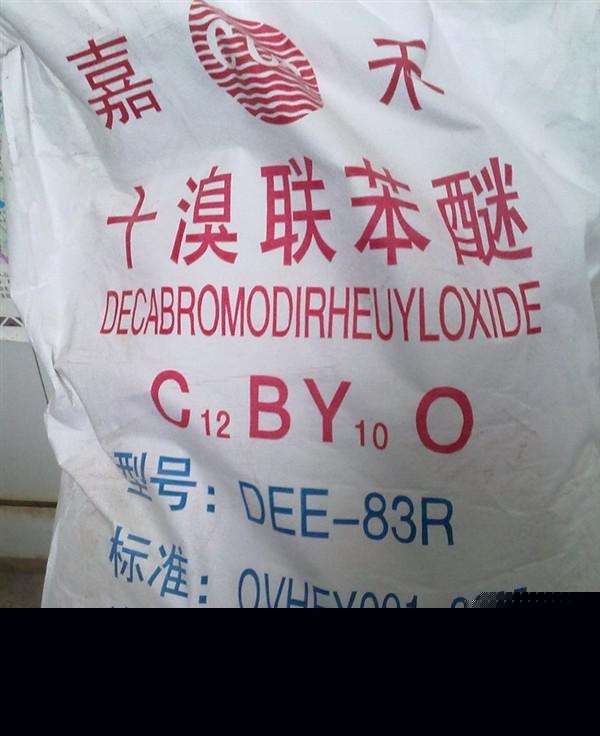 嘉 禾
十溴联苯醚
DECABROMODIRHEUYLOXIDE
C12BY10O
型号：DEE-83R
标准：